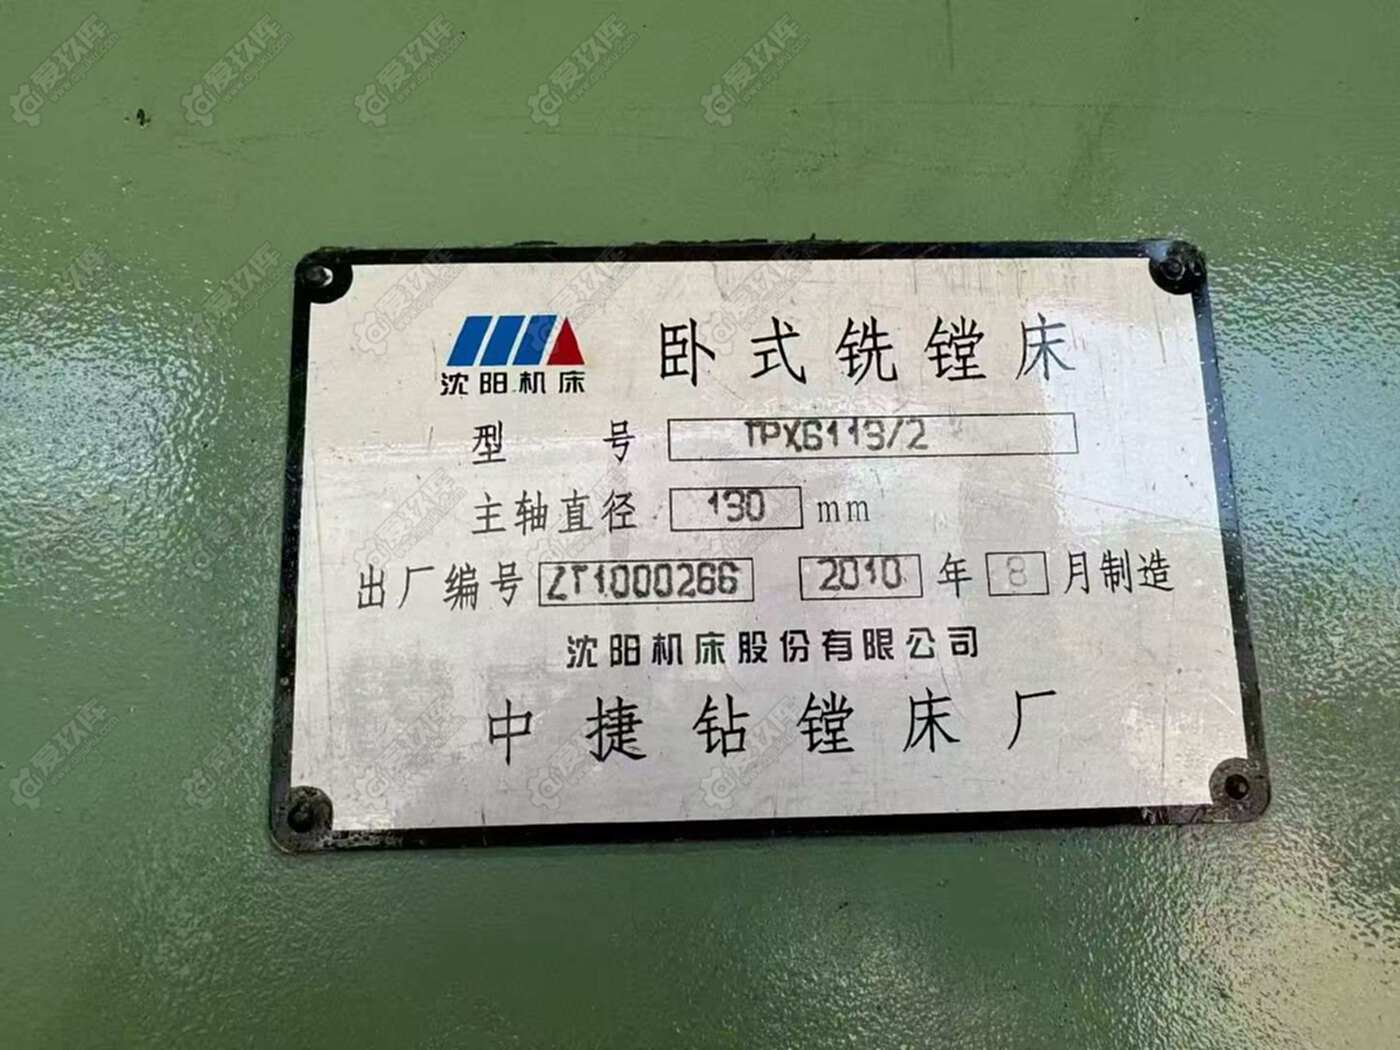 沈阳机床
卧式铣镗床
型号 TPX6113/2
主轴直径 130 mm
出厂编号 ZT1000266 2010 年 8 月制造
沈阳机床股份有限公司
中捷钻镗床厂